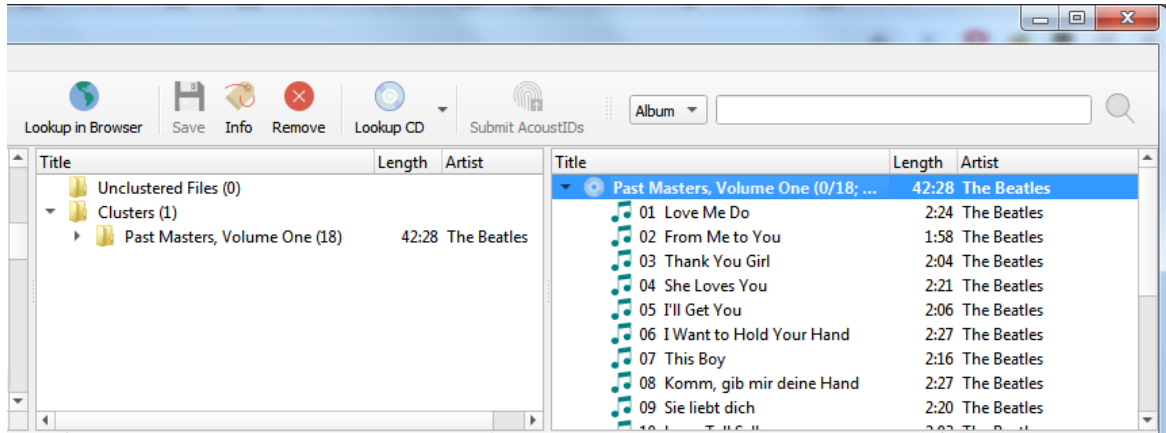 Lookup in Browser Save Info Remove Lookup CD Submit AcoustIDs Album
Title Length Artist
Unclustered Files (0)
Clusters (1)
Past Masters, Volume One (18) 42:28 The Beatles
Title Length Artist
Past Masters, Volume One (0/18; ... 42:28 The Beatles
01 Love Me Do 2:24 The Beatles
02 From Me to You 1:58 The Beatles
03 Thank You Girl 2:04 The Beatles
04 She Loves You 2:21 The Beatles
05 I'll Get You 2:06 The Beatles
06 I Want to Hold Your Hand 2:27 The Beatles
07 This Boy 2:16 The Beatles
08 Komm, gib mir deine Hand 2:27 The Beatles
09 Sie liebt dich 2:20 The Beatles